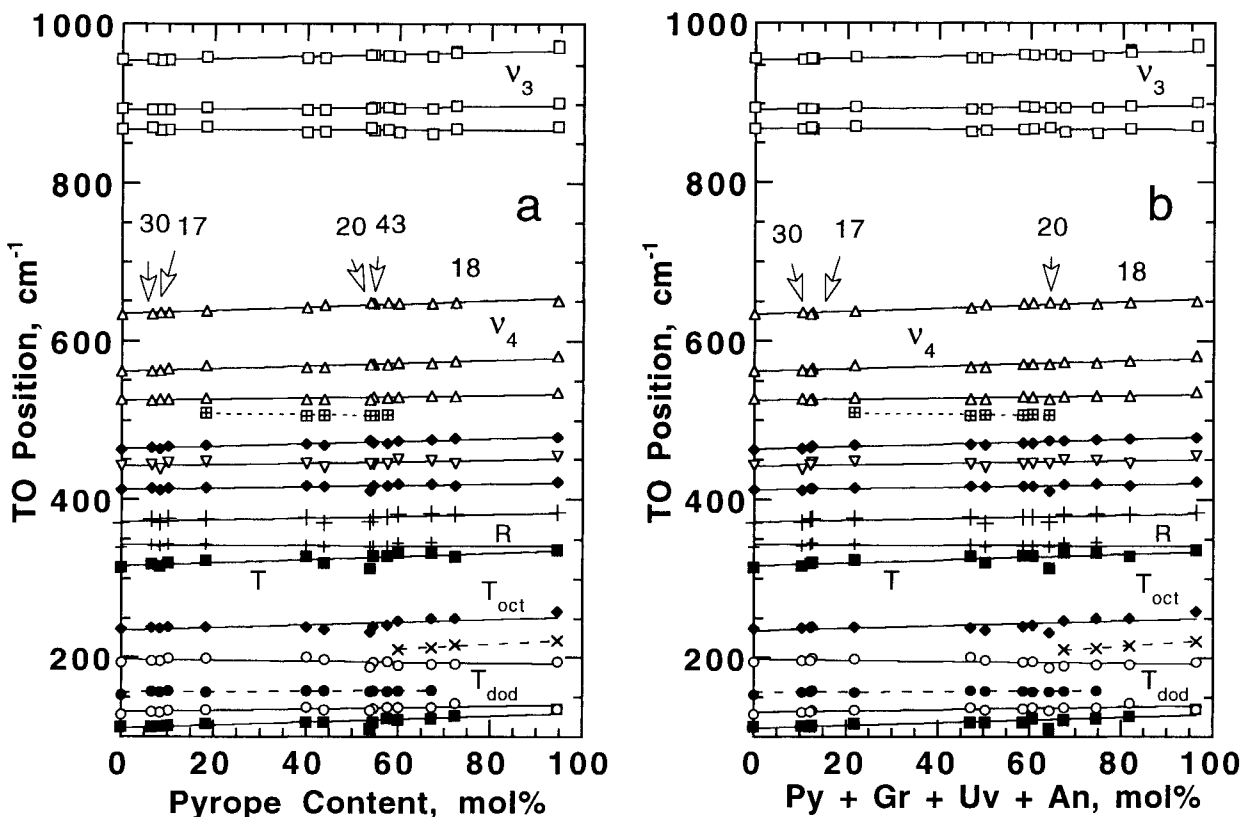 1000
ν3
800
a
30 17 20 43
18
600
ν4
400
R
T
Toct
200
Tdod
0 20 40 60 80 100
Pyrope Content, mol%
TO Position, cm-1
1000
ν3
800
b
30 17 20
18
600
ν4
400
R
T
Toct
200
Tdod
0 20 40 60 80 100
Py + Gr + Uv + An, mol%
TO Position, cm-1